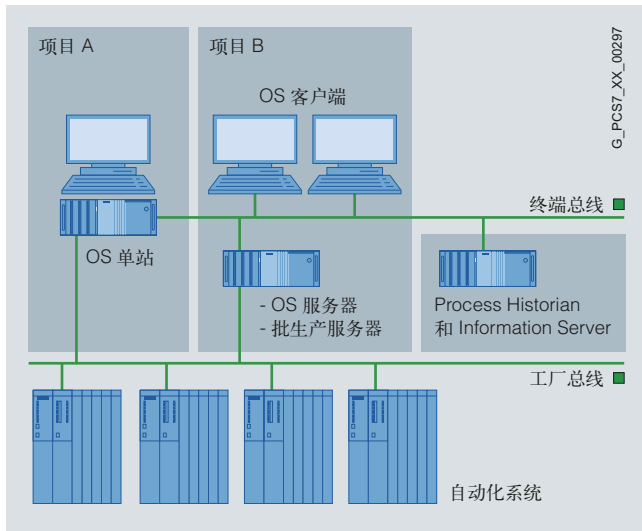 项目 A
项目 B
OS 客户端
G_PCS7_XX_00297
终端总线
OS 单站
- OS 服务器
- 批生产服务器
Process Historian
和 Information Server
工厂总线
自动化系统